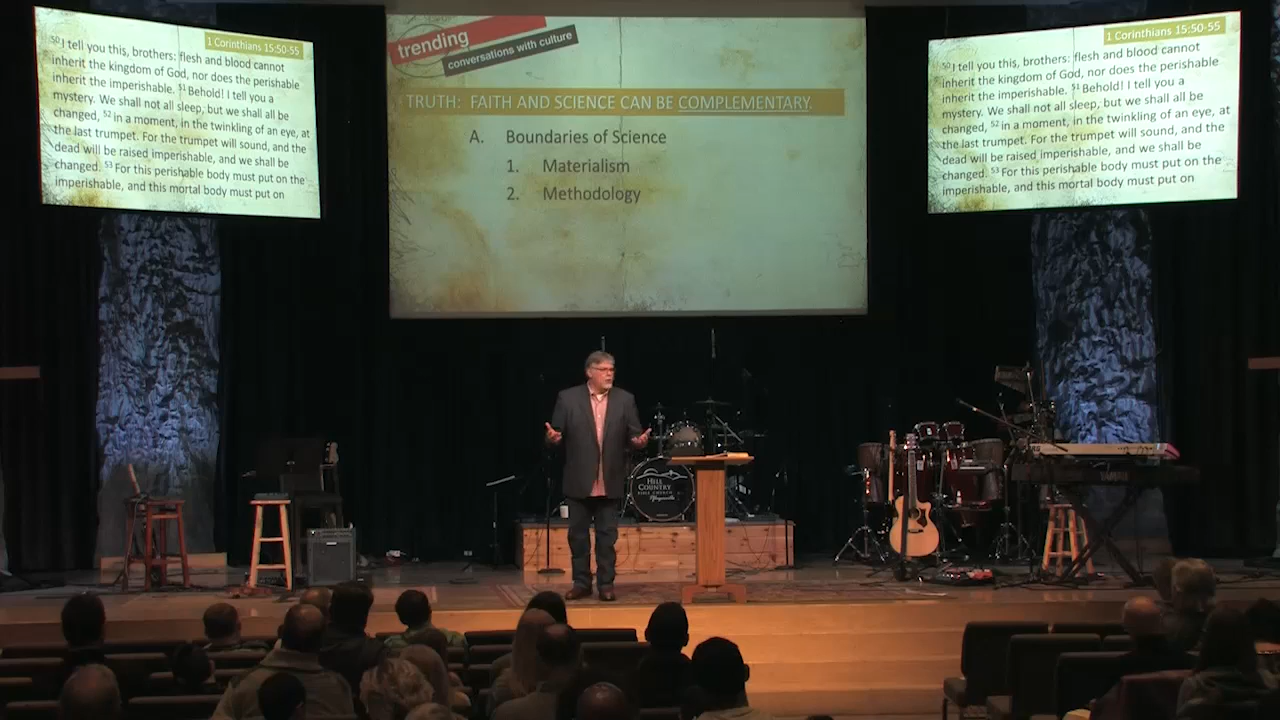 1 Corinthians 15:50-55
50 I tell you this, brothers: flesh and blood cannot
inherit the kingdom of God, nor does the perishable
inherit the imperishable. 51 Behold! I tell you a
mystery. We shall not all sleep, but we shall all be
changed, 52 in a moment, in the twinkling of an eye, at
the last trumpet. For the trumpet will sound, and the
dead will be raised imperishable, and we shall be
changed. 53 For this perishable body must put on the
imperishable, and this mortal body must put on
trending
conversations with culture
TRUTH: FAITH AND SCIENCE CAN BE COMPLEMENTARY.
A. Boundaries of Science
1. Materialism
2. Methodology
1 Corinthians 15:50-55
50 I tell you this, brothers: flesh and blood cannot
inherit the kingdom of God, nor does the perishable
inherit the imperishable. 51 Behold! I tell you a
mystery. We shall not all sleep, but we shall all be
changed, 52 in a moment, in the twinkling of an eye, at
the last trumpet. For the trumpet will sound, and the
dead will be raised imperishable, and we shall be
changed. 53 For this perishable body must put on the
imperishable, and this mortal body must put on
HILL
COUNTRY
BIBLE CHURCH
YAMAHA